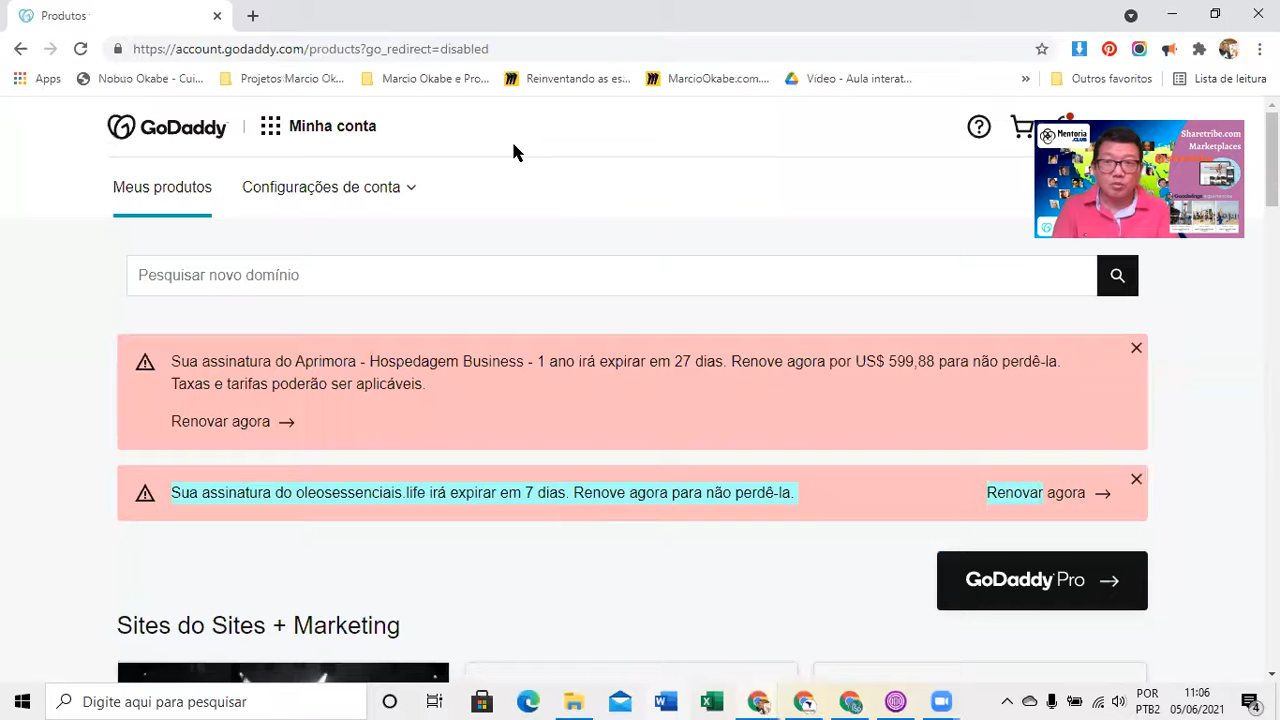 Produtos
https://account.godaddy.com/products?go_redirect=disabled
Apps
Nobuo Okabe - Cui...
Projetos Marcio Ok...
Marcio Okabe - Pro...
Reinventando as es...
MarcioOkabe.com....
Vídeo - Aula interat...
»
Outros favoritos
Lista de leitura
GoDaddy
Minha conta
Mentoria
.CLUB
Sharetribe.com
Marketplaces
Meus produtos
Configurações de conta
Pesquisar novo domínio
Sua assinatura do Aprimora - Hospedagem Business - 1 ano irá expirar em 27 dias. Renove agora por US$ 599,88 para não perdê-la.
Taxas e tarifas poderão ser aplicáveis.
Renovar agora →
Sua assinatura do oleosessenciais.life irá expirar em 7 dias. Renove agora para não perdê-la.
Renovar agora →
GoDaddy Pro →
Sites do Sites + Marketing
Digite aqui para pesquisar
POR
PTB2
11:06
05/06/2021
4